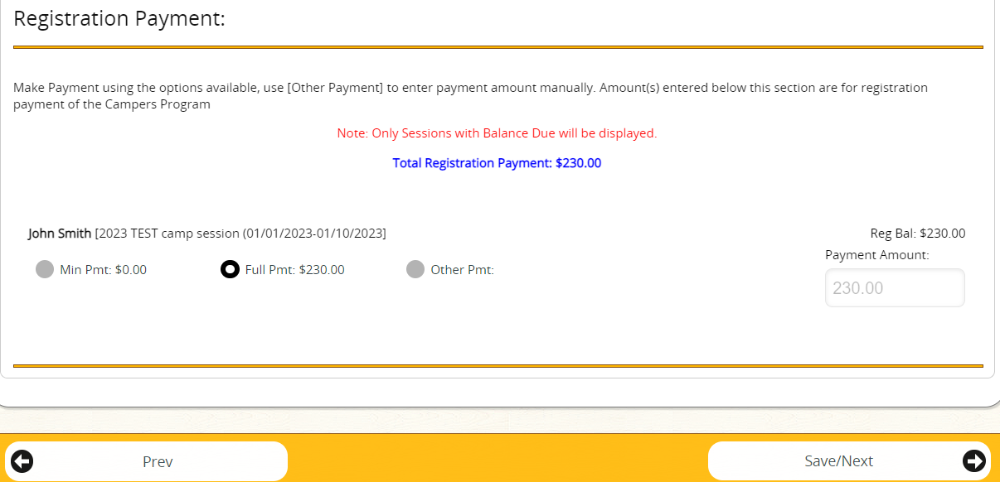 Registration Payment:
Make Payment using the options available, use [Other Payment] to enter payment amount manually. Amount(s) entered below this section are for registration
payment of the Campers Program
Note: Only Sessions with Balance Due will be displayed.
Total Registration Payment: $230.00
John Smith [2023 TEST camp session (01/01/2023-01/10/2023]
Reg Bal: $230.00
Payment Amount:
Min Pmt: $0.00
Full Pmt: $230.00
Other Pmt:
230.00
Prev
Save/Next